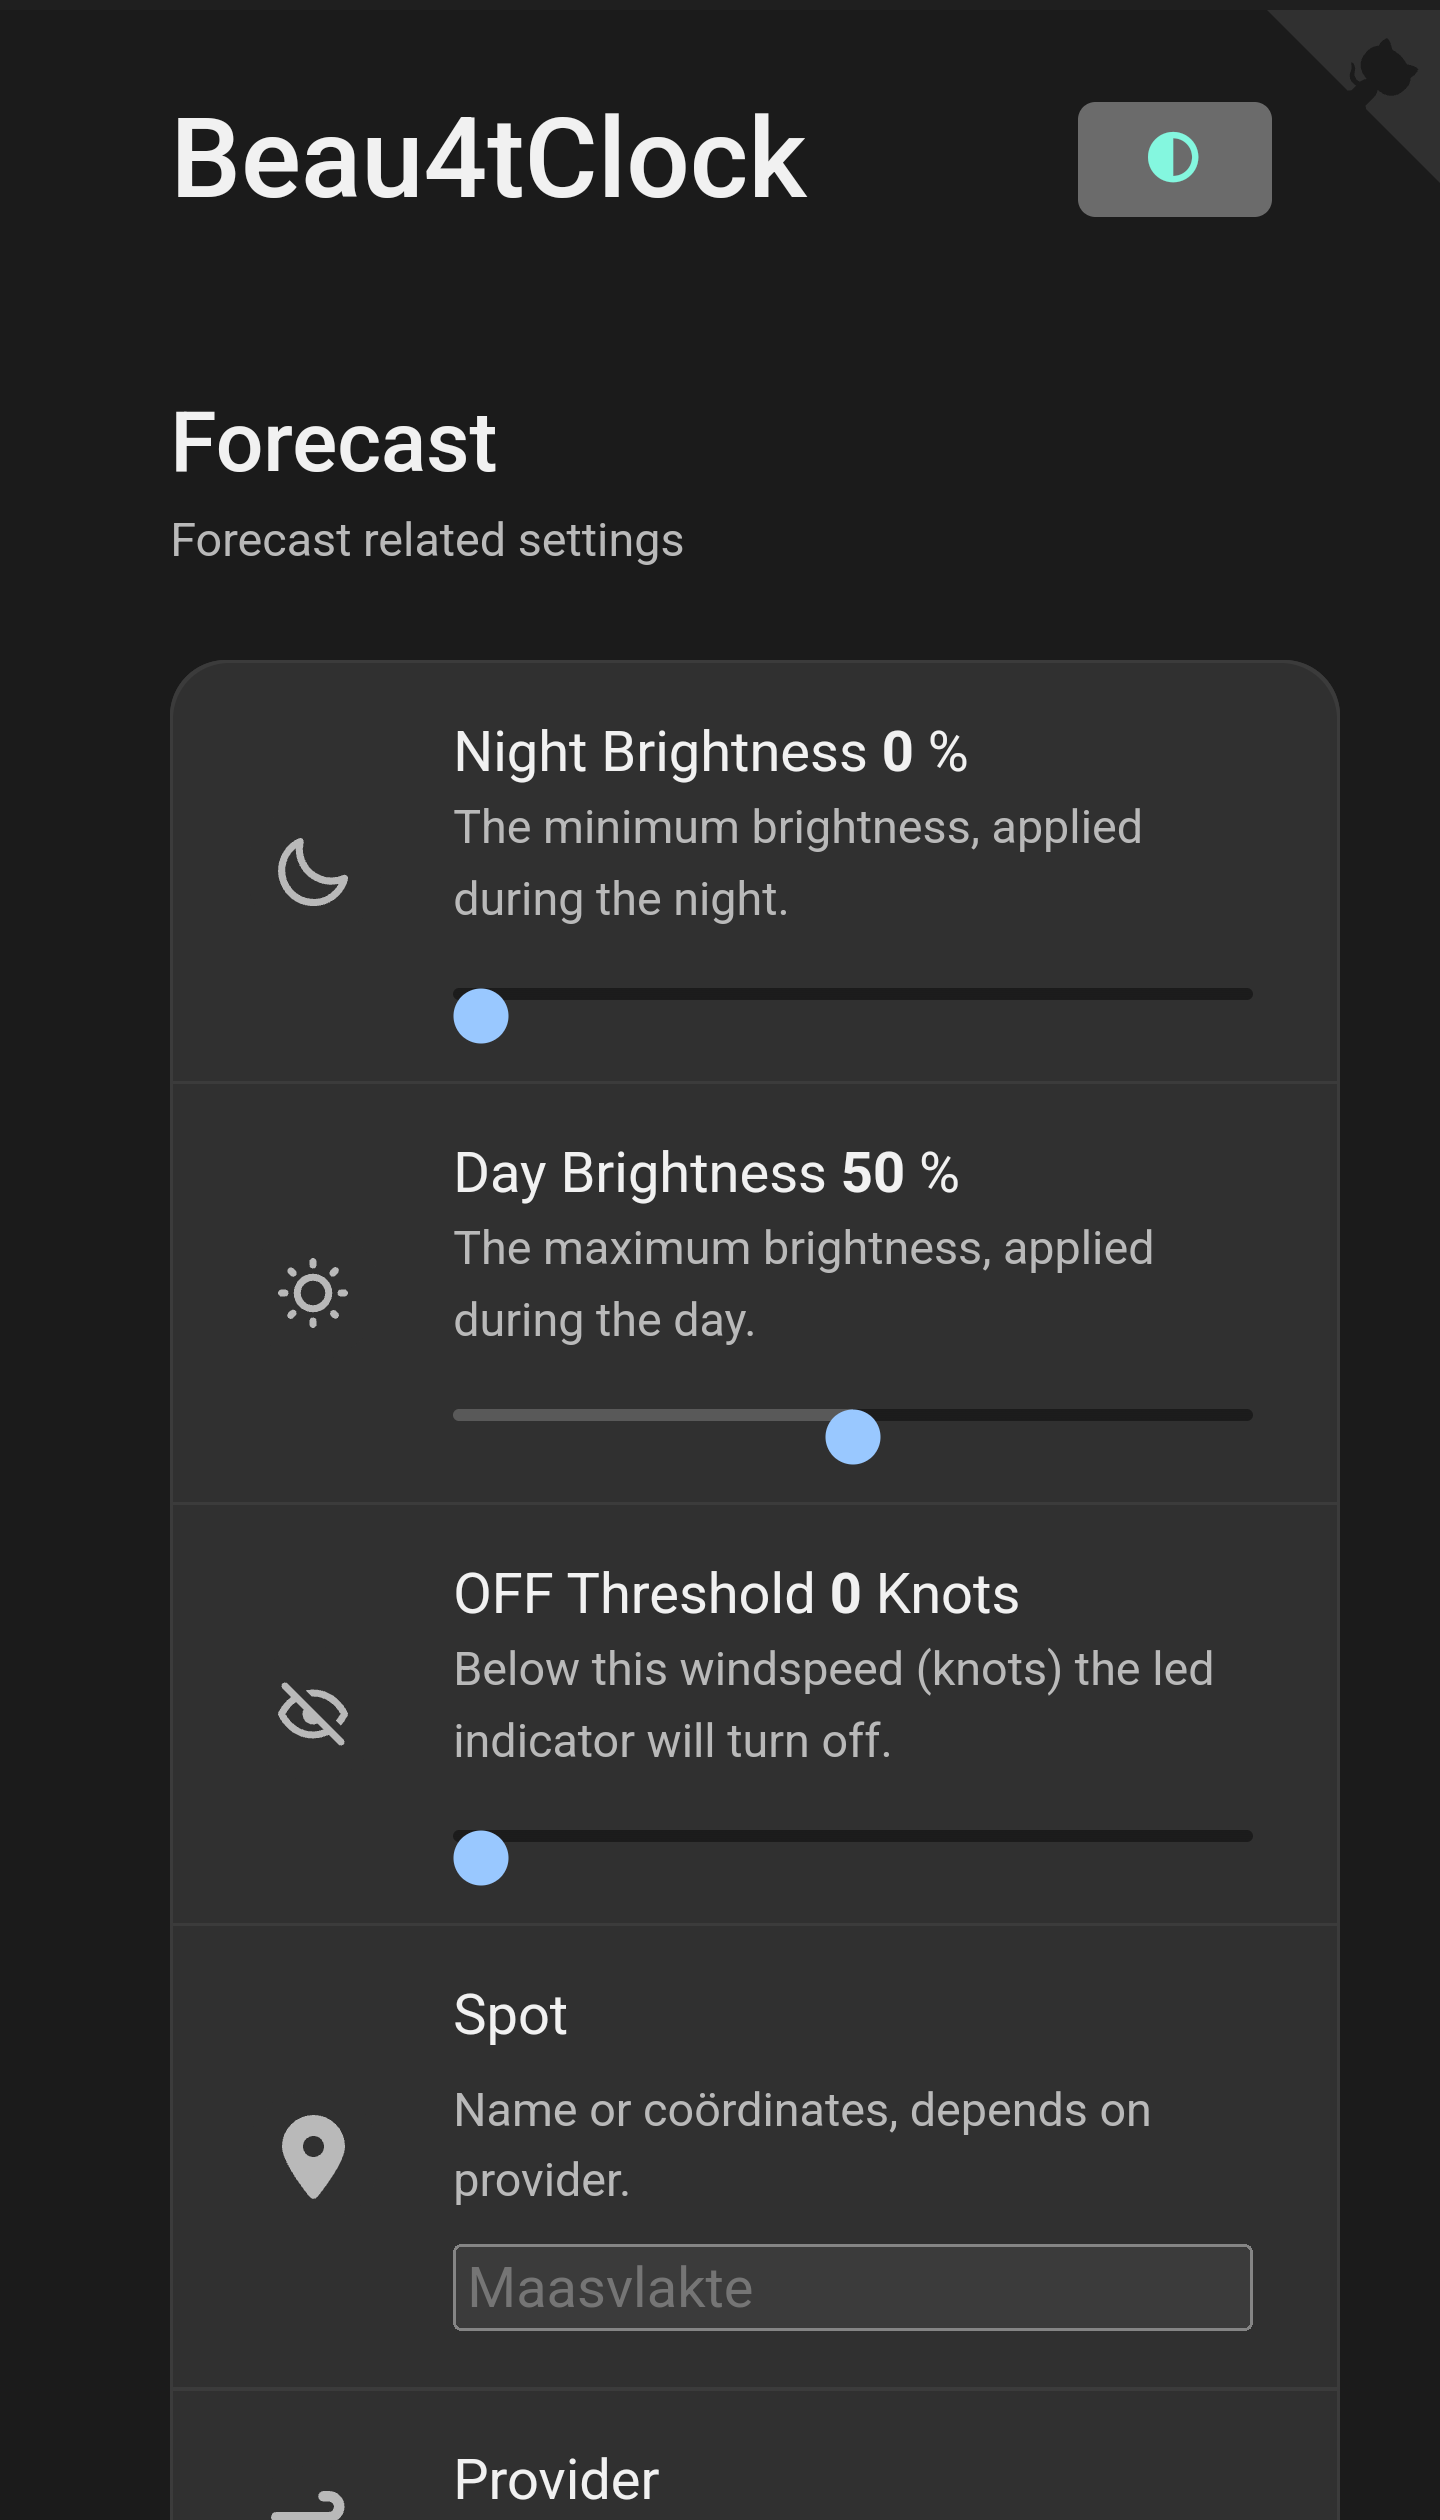 Beau4tClock
Forecast
Forecast related settings
Night Brightness 0 %
The minimum brightness, applied
during the night.
Day Brightness 50 %
The maximum brightness, applied
during the day.
OFF Threshold 0 Knots
Below this windspeed (knots) the led
indicator will turn off.
Spot
Name or coördinates, depends on
provider.
Maasvlakte
Provider